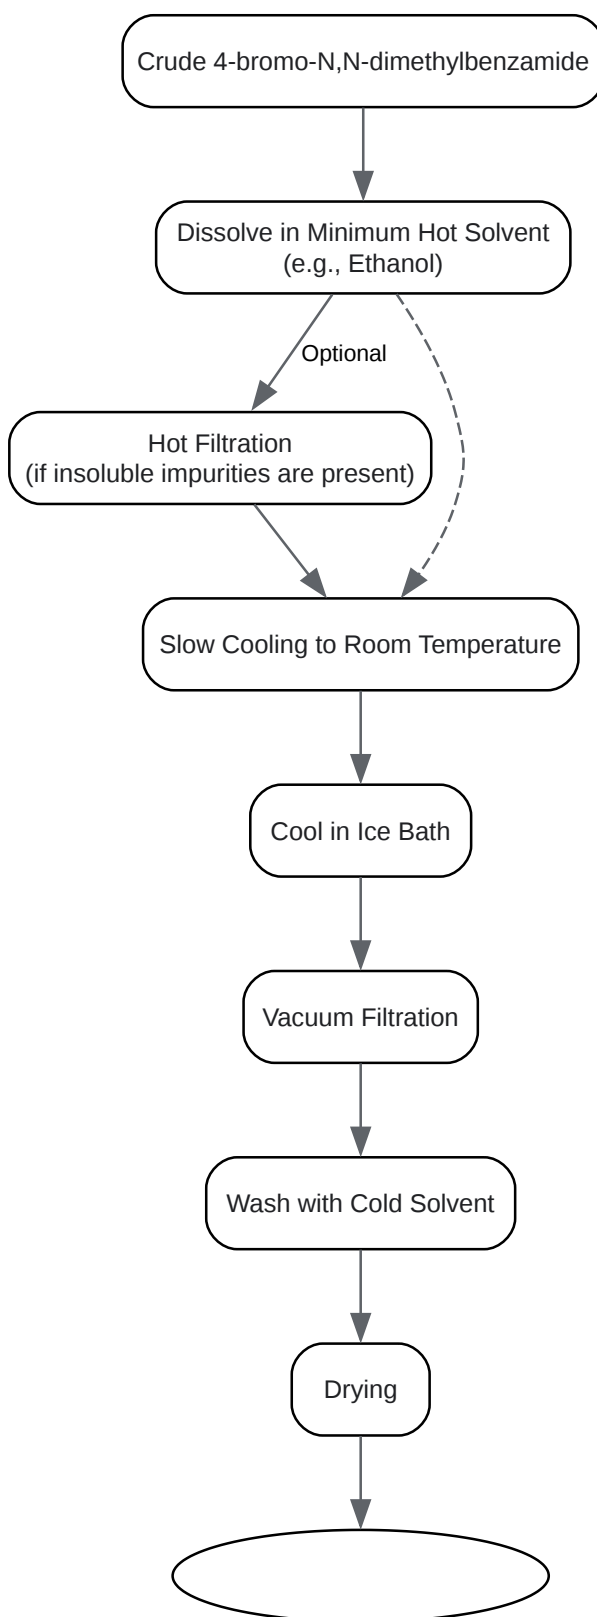 Crude 4-bromo-N,N-dimethylbenzamide
Dissolve in Minimum Hot Solvent
(e.g., Ethanol)
Optional
Hot Filtration
(if insoluble impurities are present)
Slow Cooling to Room Temperature
Cool in Ice Bath
Vacuum Filtration
Wash with Cold Solvent
Drying